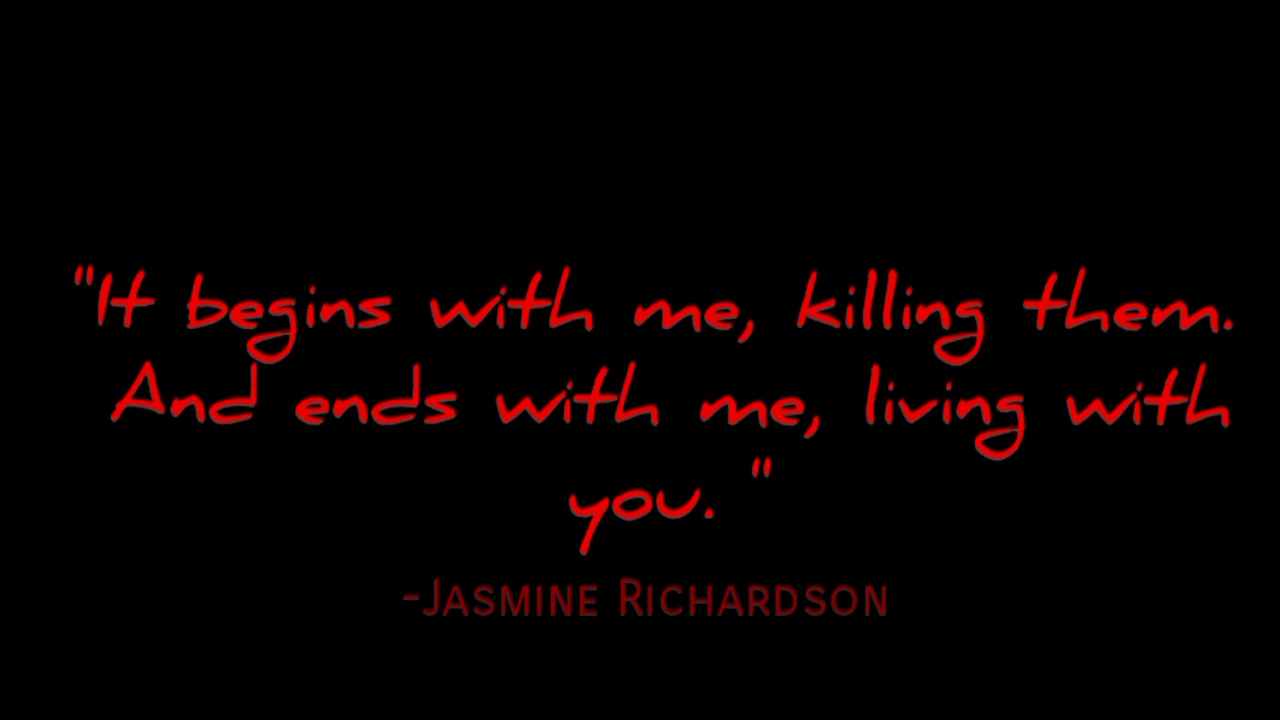 "It begins with me, killing them.
And ends with me, living with
you. "
-Jasmine Richardson